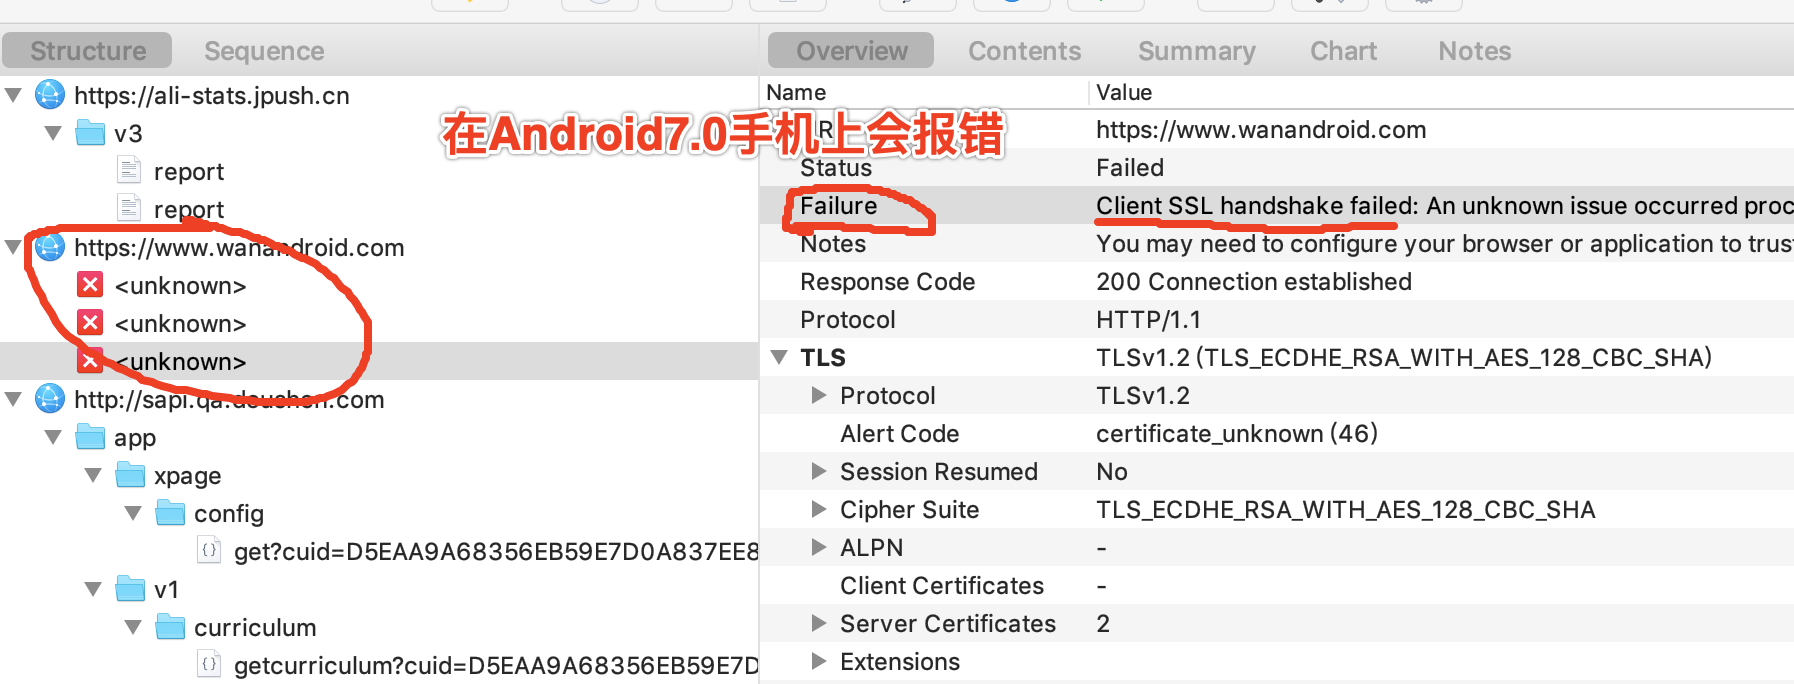 Structure
Sequence
https://ali-stats.jpush.cn
v3
report
report
https://www.wanandroid.com
<unknown>
<unknown>
<unknown>
http://sapi.qa.
app
xpage
config
get?cuid=D5EAA9A68356EB59E7D0A837EE8
v1
curriculum
getcurriculum?cuid=D5EAA9A68356EB59E7D
在Android7.0手机上会报错
Overview
Contents
Summary
Chart
Notes
Name Value
https://www.wanandroid.com
Status Failed
Failure Client SSL handshake failed: An unknown issue occurred proc
Notes You may need to configure your browser or application to trust
Response Code 200 Connection established
Protocol HTTP/1.1
TLS TLSv1.2 (TLS_ECDHE_RSA_WITH_AES_128_CBC_SHA)
Protocol TLSv1.2
Alert Code certificate_unknown (46)
Session Resumed No
Cipher Suite TLS_ECDHE_RSA_WITH_AES_128_CBC_SHA
ALPN -
Client Certificates -
Server Certificates 2
Extensions